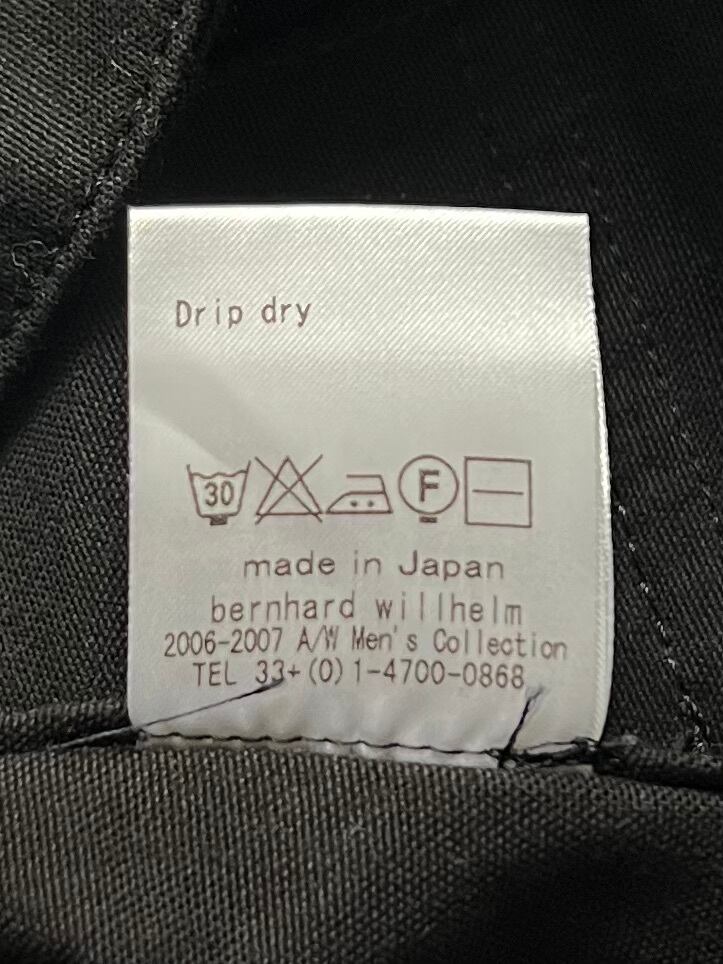 Drip dry
30 F
made in Japan
bernhard willhelm
2006-2007 A/W Men's Collection
TEL 33+(0)1-4700-0868